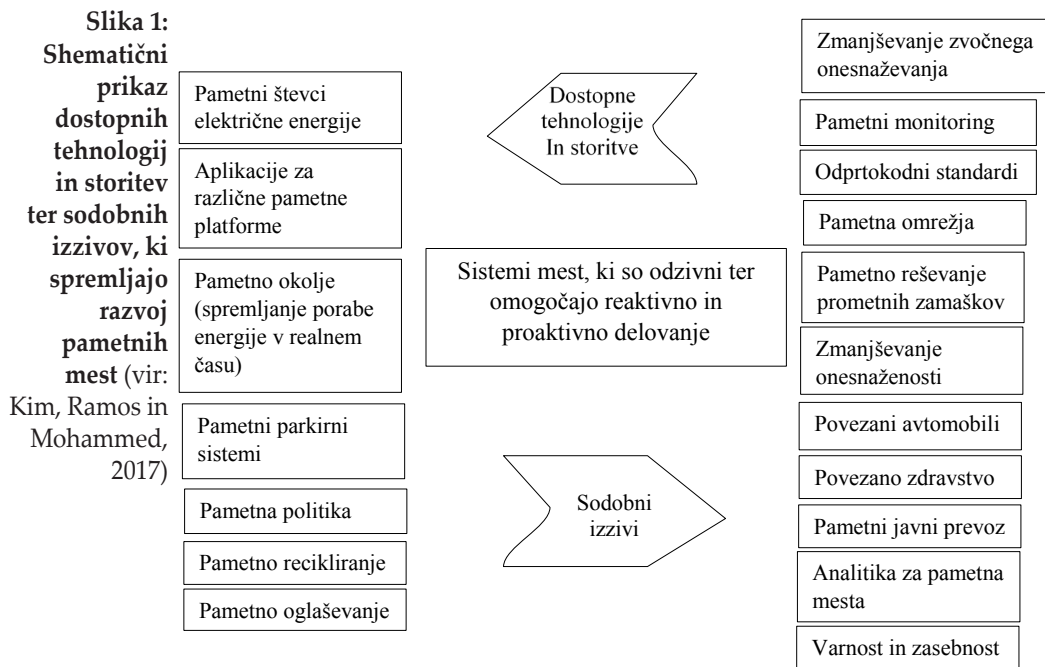 Slika 1:
Shematični
prikaz
dostopnih
tehnologij
in storitev
ter sodobnih
izzivov, ki
spremljajo
razvoj
pametnih
mest (vir:
Kim, Ramos in
Mohammed,
2017)
Pametni števci
električne energije
Aplikacije za
različne pametne
platforme
Pametno okolje
(spremljanje porabe
energije v realnem
času)
Pametni parkirni
sistemi
Pametna politika
Pametno recikliranje
Pametno oglaševanje
Dostopne
tehnologije
In storitve
Sistemi mest, ki so odzivni ter
omogočajo reaktivno in
proaktivno delovanje
Sodobni
izzivi
Zmanjševanje zvočnega
onesnaževanja
Pametni monitoring
Odprtokodni standardi
Pametna omrežja
Pametno reševanje
prometnih zamaškov
Zmanjševanje
onesnaženosti
Povezani avtomobili
Povezano zdravstvo
Pametni javni prevoz
Analitika za pametna
mesta
Varnost in zasebnost